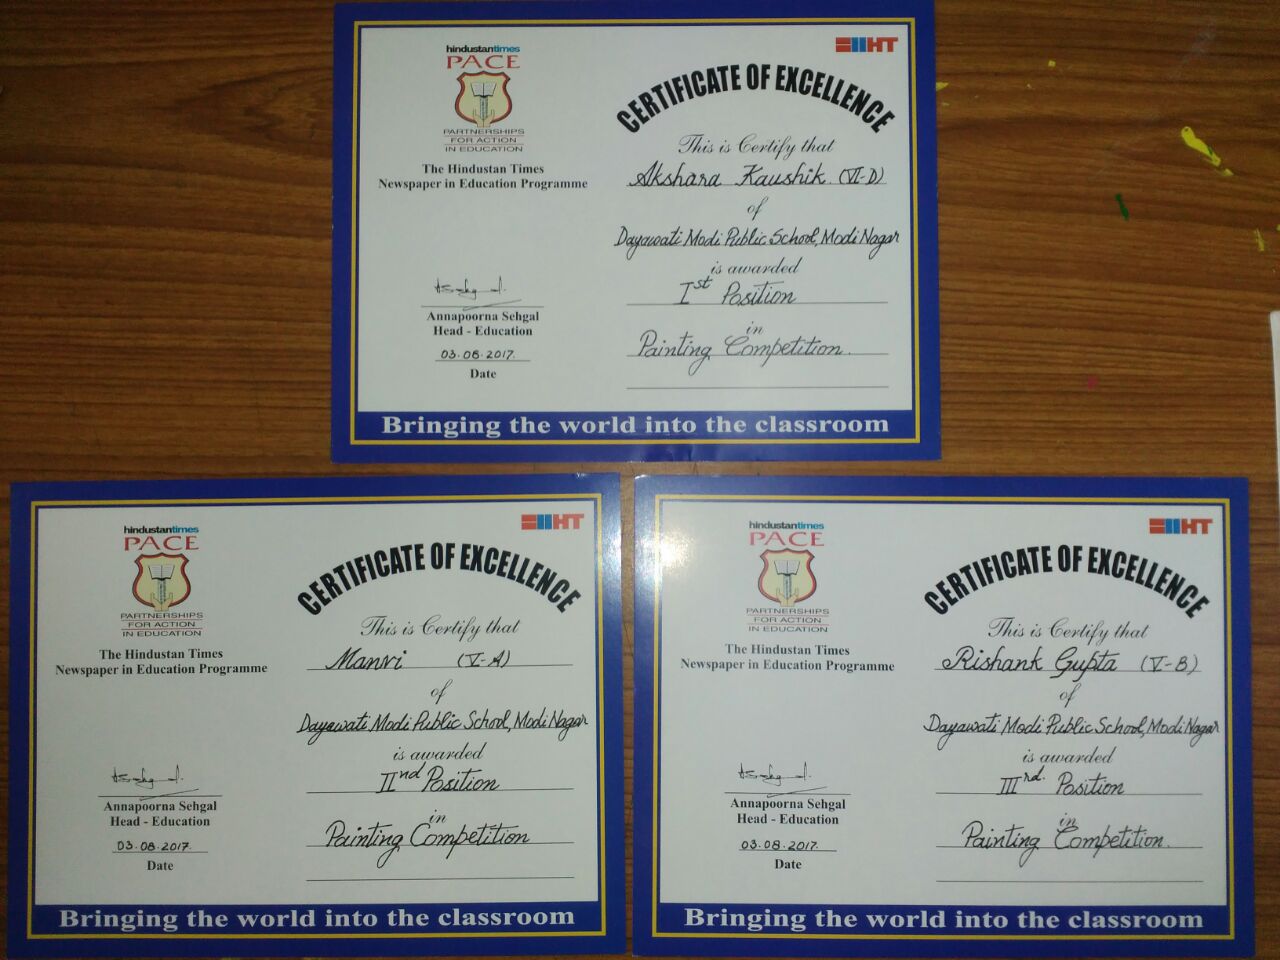 hindustantimes
PACE
PARTNERSHIPS
FOR ACTION
IN EDUCATION
The Hindustan Times
Newspaper in Education Programme
Annapoorna Sehgal
Head - Education
03.08.2017.
Date
HT
CERTIFICATE OF EXCELLENCE
This is Certify that
Akshara Kaushik (VI-D)
of
Dayawati Modi Public School, Modi Nagar
is awarded
Ist Position
in
Painting Competition.
Bringing the world into the classroom
hindustantimes
PACE
PARTNERSHIPS
FOR ACTION
IN EDUCATION
The Hindustan Times
Newspaper in Education Programme
Annapoorna Sehgal
Head - Education
03.08.2017.
Date
HT
CERTIFICATE OF EXCELLENCE
This is Certify that
Manvi (V-A)
of
Dayawati Modi Public School, Modi Nagar
is awarded
IInd Position
in
Painting Competition
Bringing the world into the classroom
hindustantimes
PACE
PARTNERSHIPS
FOR ACTION
IN EDUCATION
The Hindustan Times
Newspaper in Education Programme
Annapoorna Sehgal
Head - Education
03.08.2017.
Date
HT
CERTIFICATE OF EXCELLENCE
This is Certify that
Rishank Gupta (V-B)
of
Dayawati Modi Public School, Modi Nagar
is awarded
IIIrd. Position
in
Painting Competition.
Bringing the world into the classroom